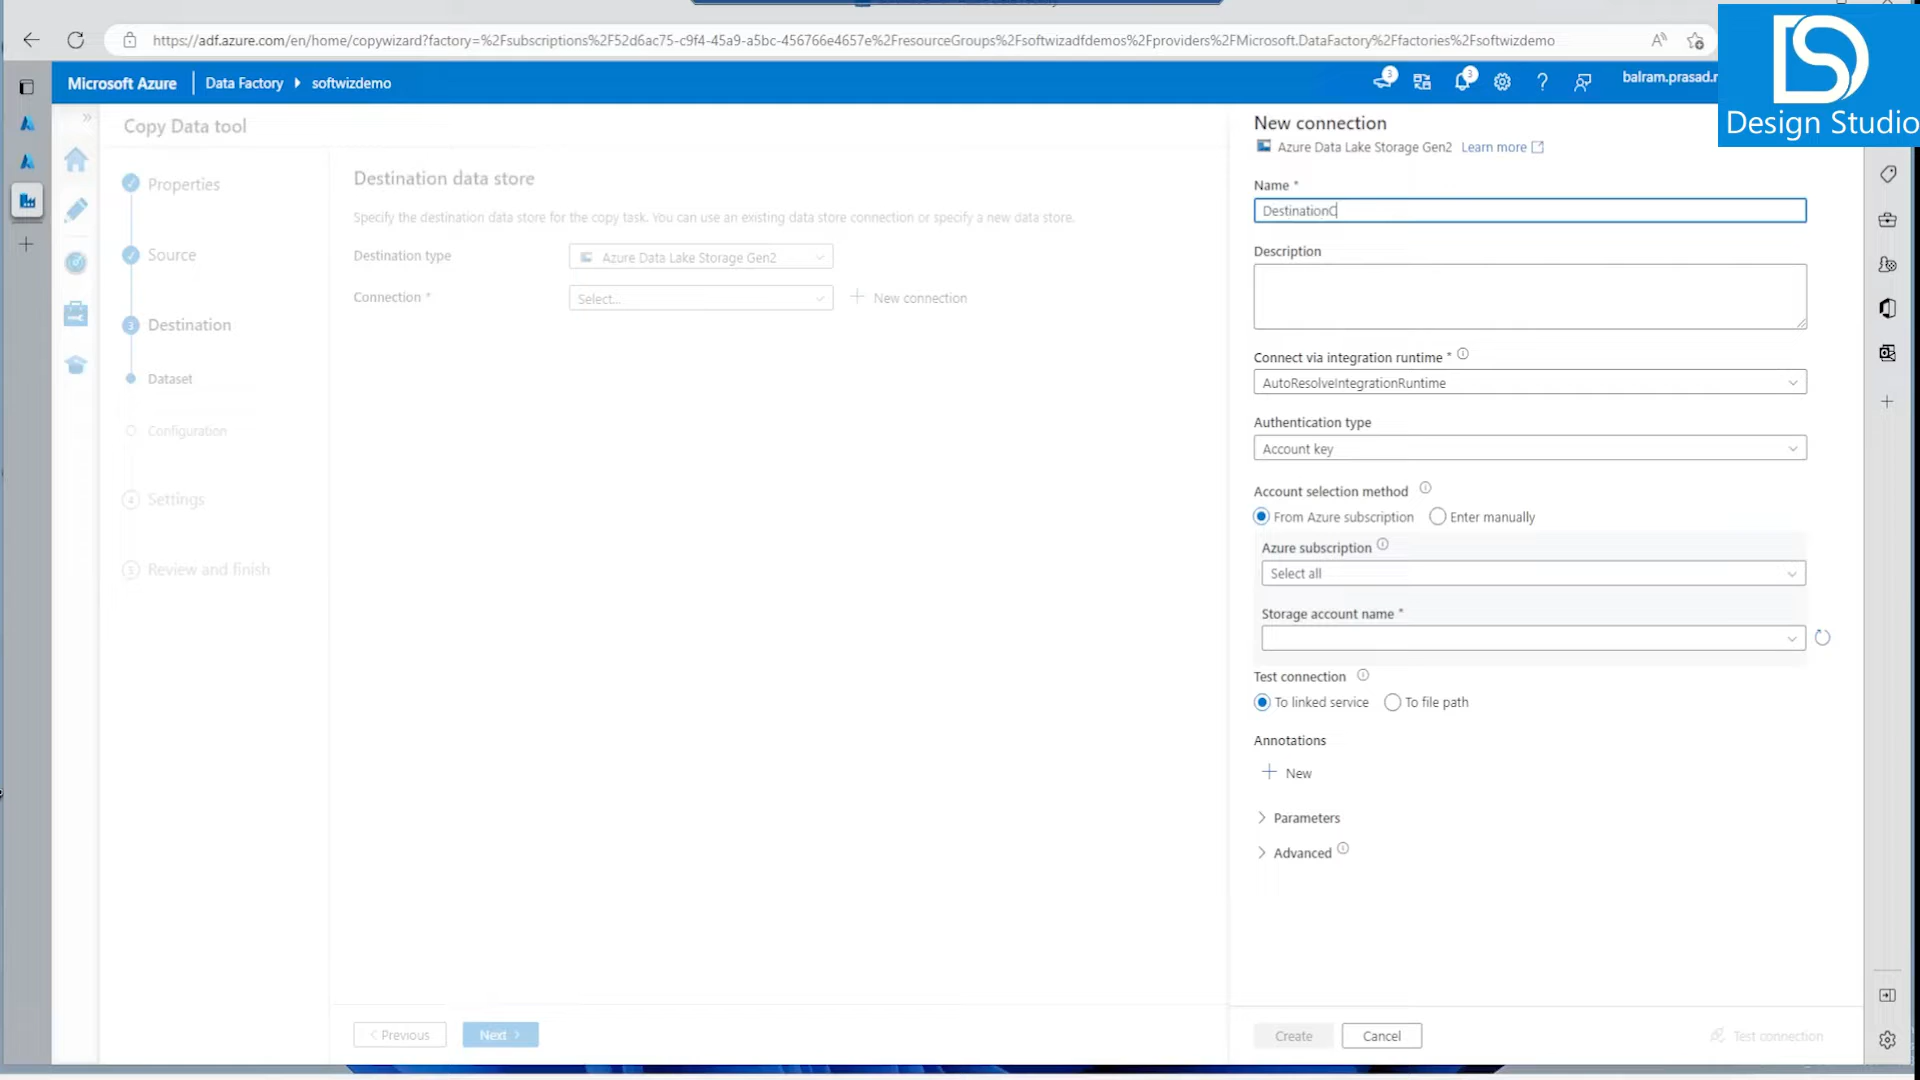 https://adf.azure.com/en/home/copywizard?factory=%2Fsubscriptions%2F52d6ac75-c9f4-45a9-a5bc-456766e4657e%2FresourceGroups%2Fsoftwizadfdemos%2Fproviders%2FMicrosoft.DataFactory%2Ffactories%2Fsoftwizdemo
Microsoft Azure
Data Factory
softwizdemo
3
3
balram.prasad.r
Design Studio
Copy Data tool
Properties
Source
3
Destination
Dataset
Configuration
4
Settings
5
Review and finish
Destination data store
Specify the destination data store for the copy task. You can use an existing data store connection or specify a new data store.
Destination type
Azure Data Lake Storage Gen2
Connection *
Select...
New connection
< Previous
Next >
New connection
Azure Data Lake Storage Gen2 Learn more
Name *
DestinationC
Description
Connect via integration runtime *
AutoResolveIntegrationRuntime
Authentication type
Account key
Account selection method
From Azure subscription
Enter manually
Azure subscription
Select all
Storage account name *
Test connection
To linked service
To file path
Annotations
New
Parameters
Advanced
Create
Cancel
Test connection